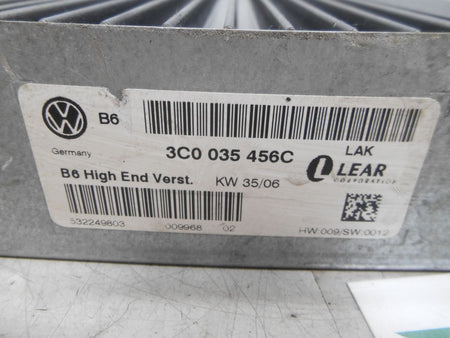 B6
3C0 035 456C
LAK
Germany
LEAR
CORPORATION
B6 High End Verst. KW 35/06
532249803 009968 02
HW:009/SW:0012